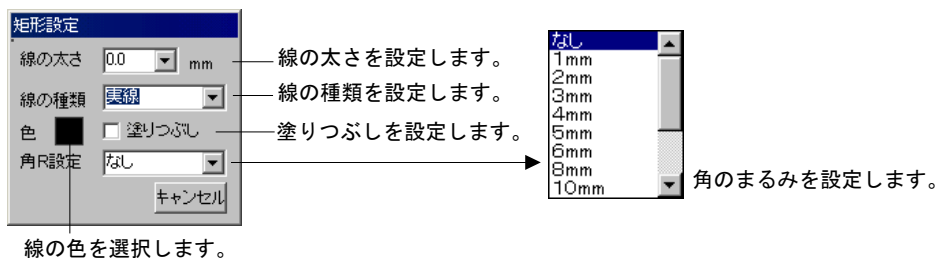 矩形設定
線の太さ 0.0 mm
線の太さを設定します。
線の種類 実線
線の種類を設定します。
色 塗りつぶし
塗りつぶしを設定します。
角R設定 なし
キャンセル
線の色を選択します。
なし
1mm
2mm
3mm
4mm
5mm
6mm
8mm
10mm
角のまるみを設定します。